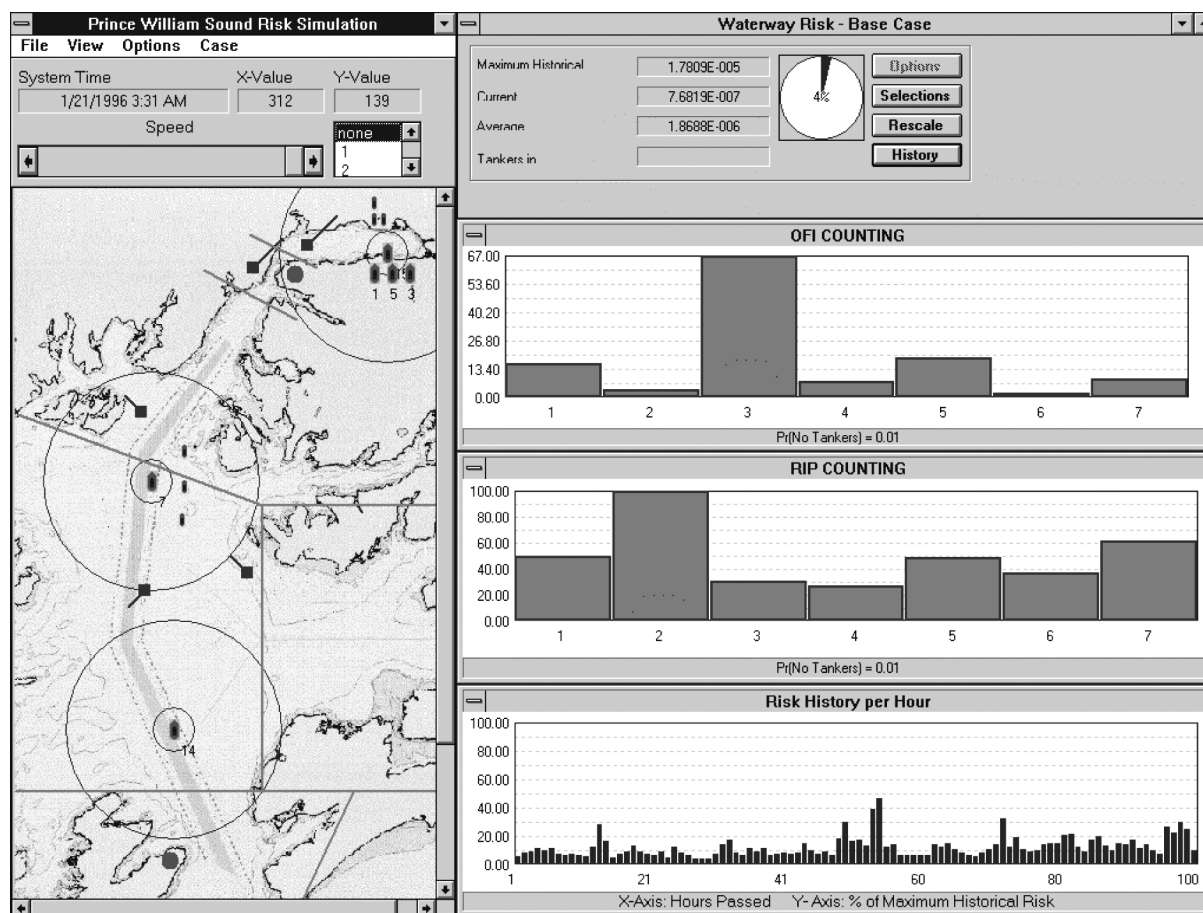 Prince William Sound Risk Simulation
File View Options Case
System Time X-Value Y-Value
1/21/1996 3:31 AM 312 139
Speed
none
1
2
1 5 3
7
14
Waterway Risk - Base Case
Maximum Historical 1.7809E-005
Current 7.6819E-007
Average 1.8688E-006
Tankers in
4%
Options
Selections
Rescale
History
OFI COUNTING
67.00
53.60
40.20
26.80
13.40
0.00
1 2 3 4 5 6 7
Pr(No Tankers) = 0.01
RIP COUNTING
100.00
80.00
60.00
40.00
20.00
0.00
1 2 3 4 5 6 7
Pr(No Tankers) = 0.01
Risk History per Hour
100.00
80.00
60.00
40.00
20.00
0.00
1 21 41 60 80 100
X-Axis: Hours Passed Y- Axis: % of Maximum Historical Risk